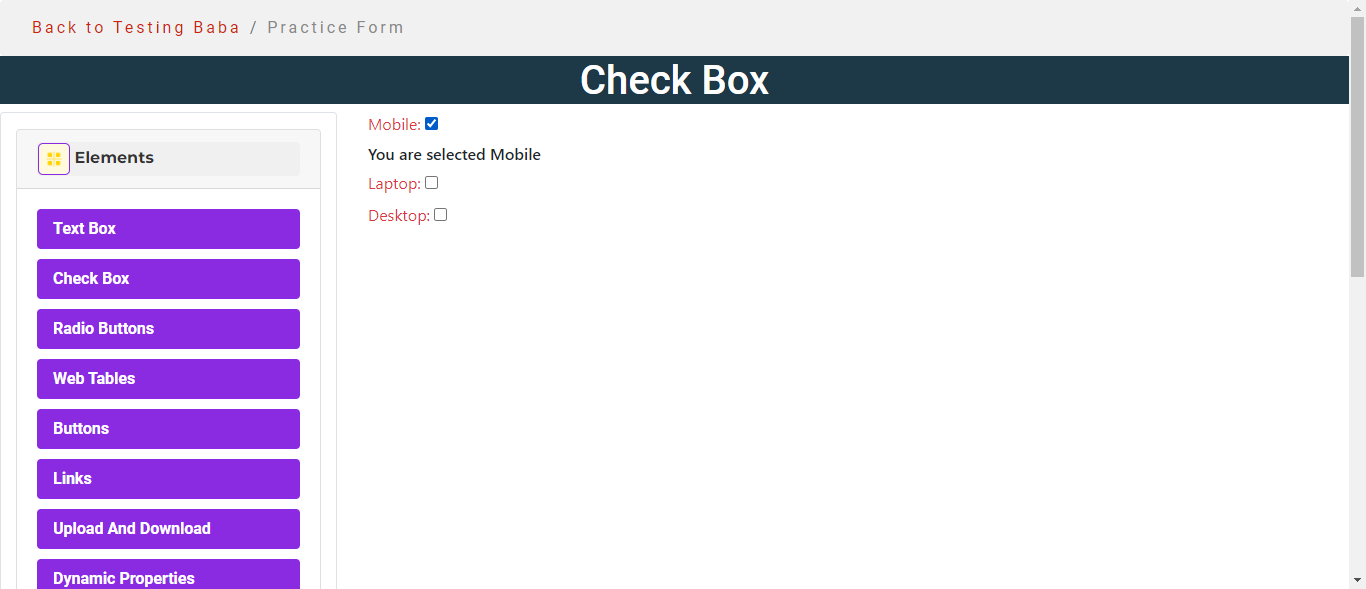 Back to Testing Baba / Practice Form
Check Box
Elements
Text Box
Check Box
Radio Buttons
Web Tables
Buttons
Links
Upload And Download
Dynamic Properties
Mobile:
You are selected Mobile
Laptop:
Desktop: